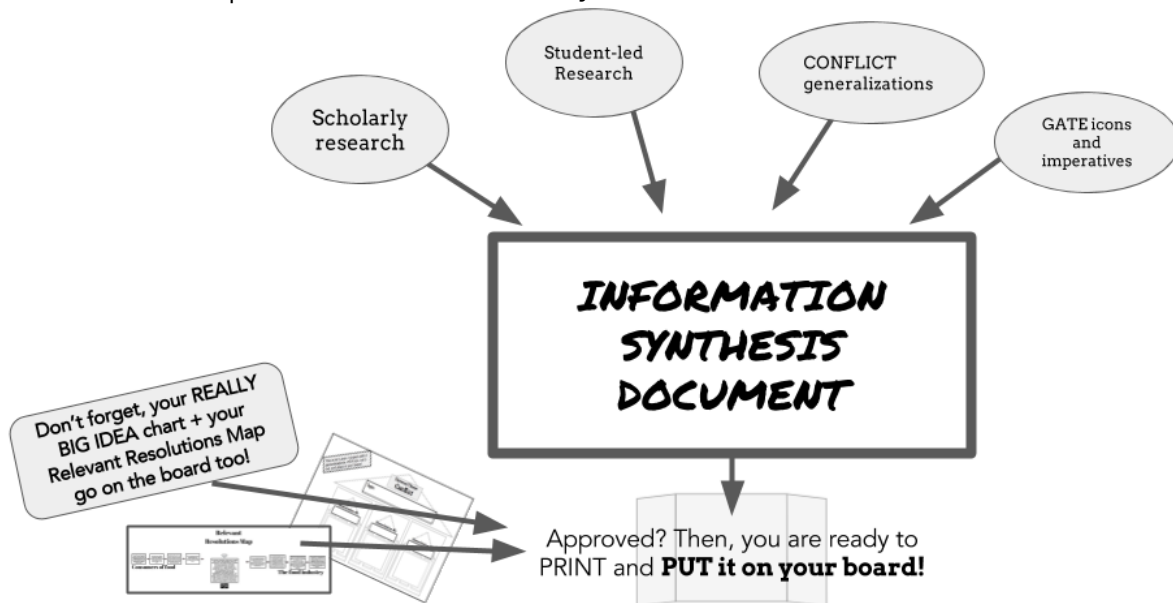 Student-led
Research
CONFLICT
generalizations
Scholarly
research
GATE icons
and
imperatives
INFORMATION
SYNTHESIS
DOCUMENT
Don't forget, your REALLY
BIG IDEA chart + your
Relevant Resolutions Map
go on the board too!
Conflict
Relevant
Resolutions Map
Consumers of food
The food industry
Approved? Then, you are ready to
PRINT and PUT it on your board!